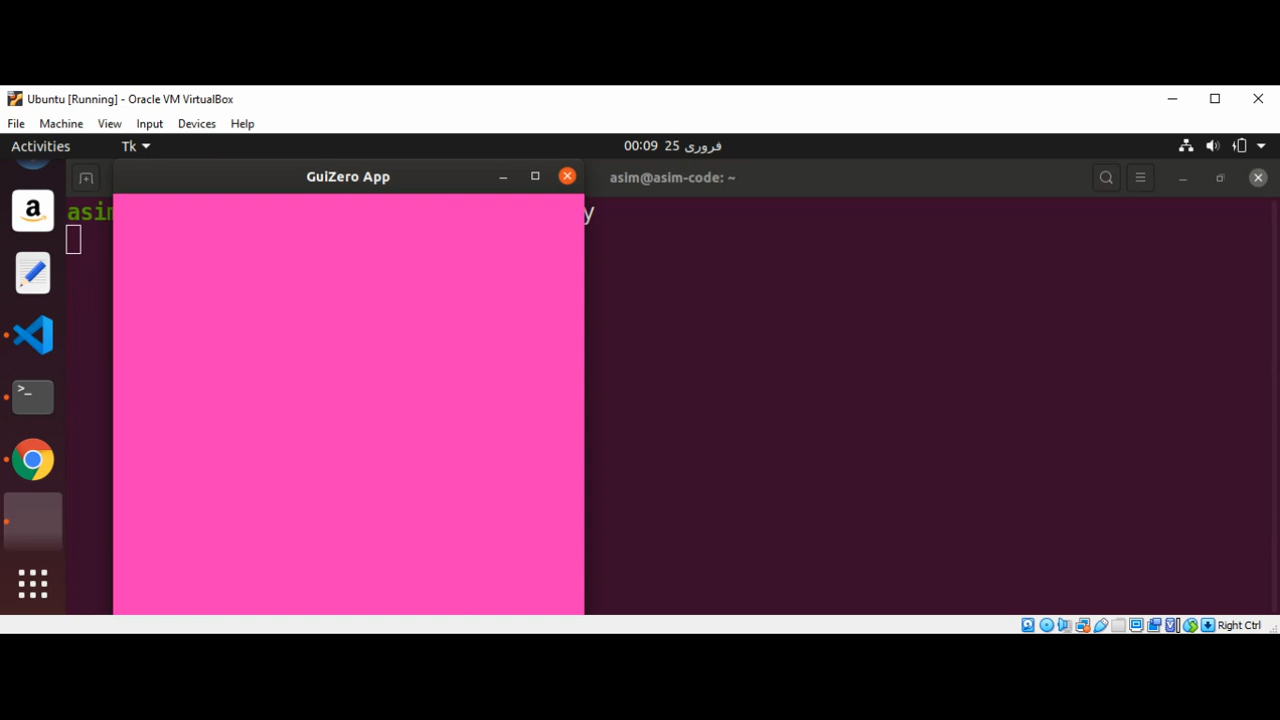 Ubuntu [Running] - Oracle VM VirtualBox
File Machine View Input Devices Help
Activities Tk 00:09 25 فروری
GuiZero App asim@asim-code: ~
asim y
Right Ctrl